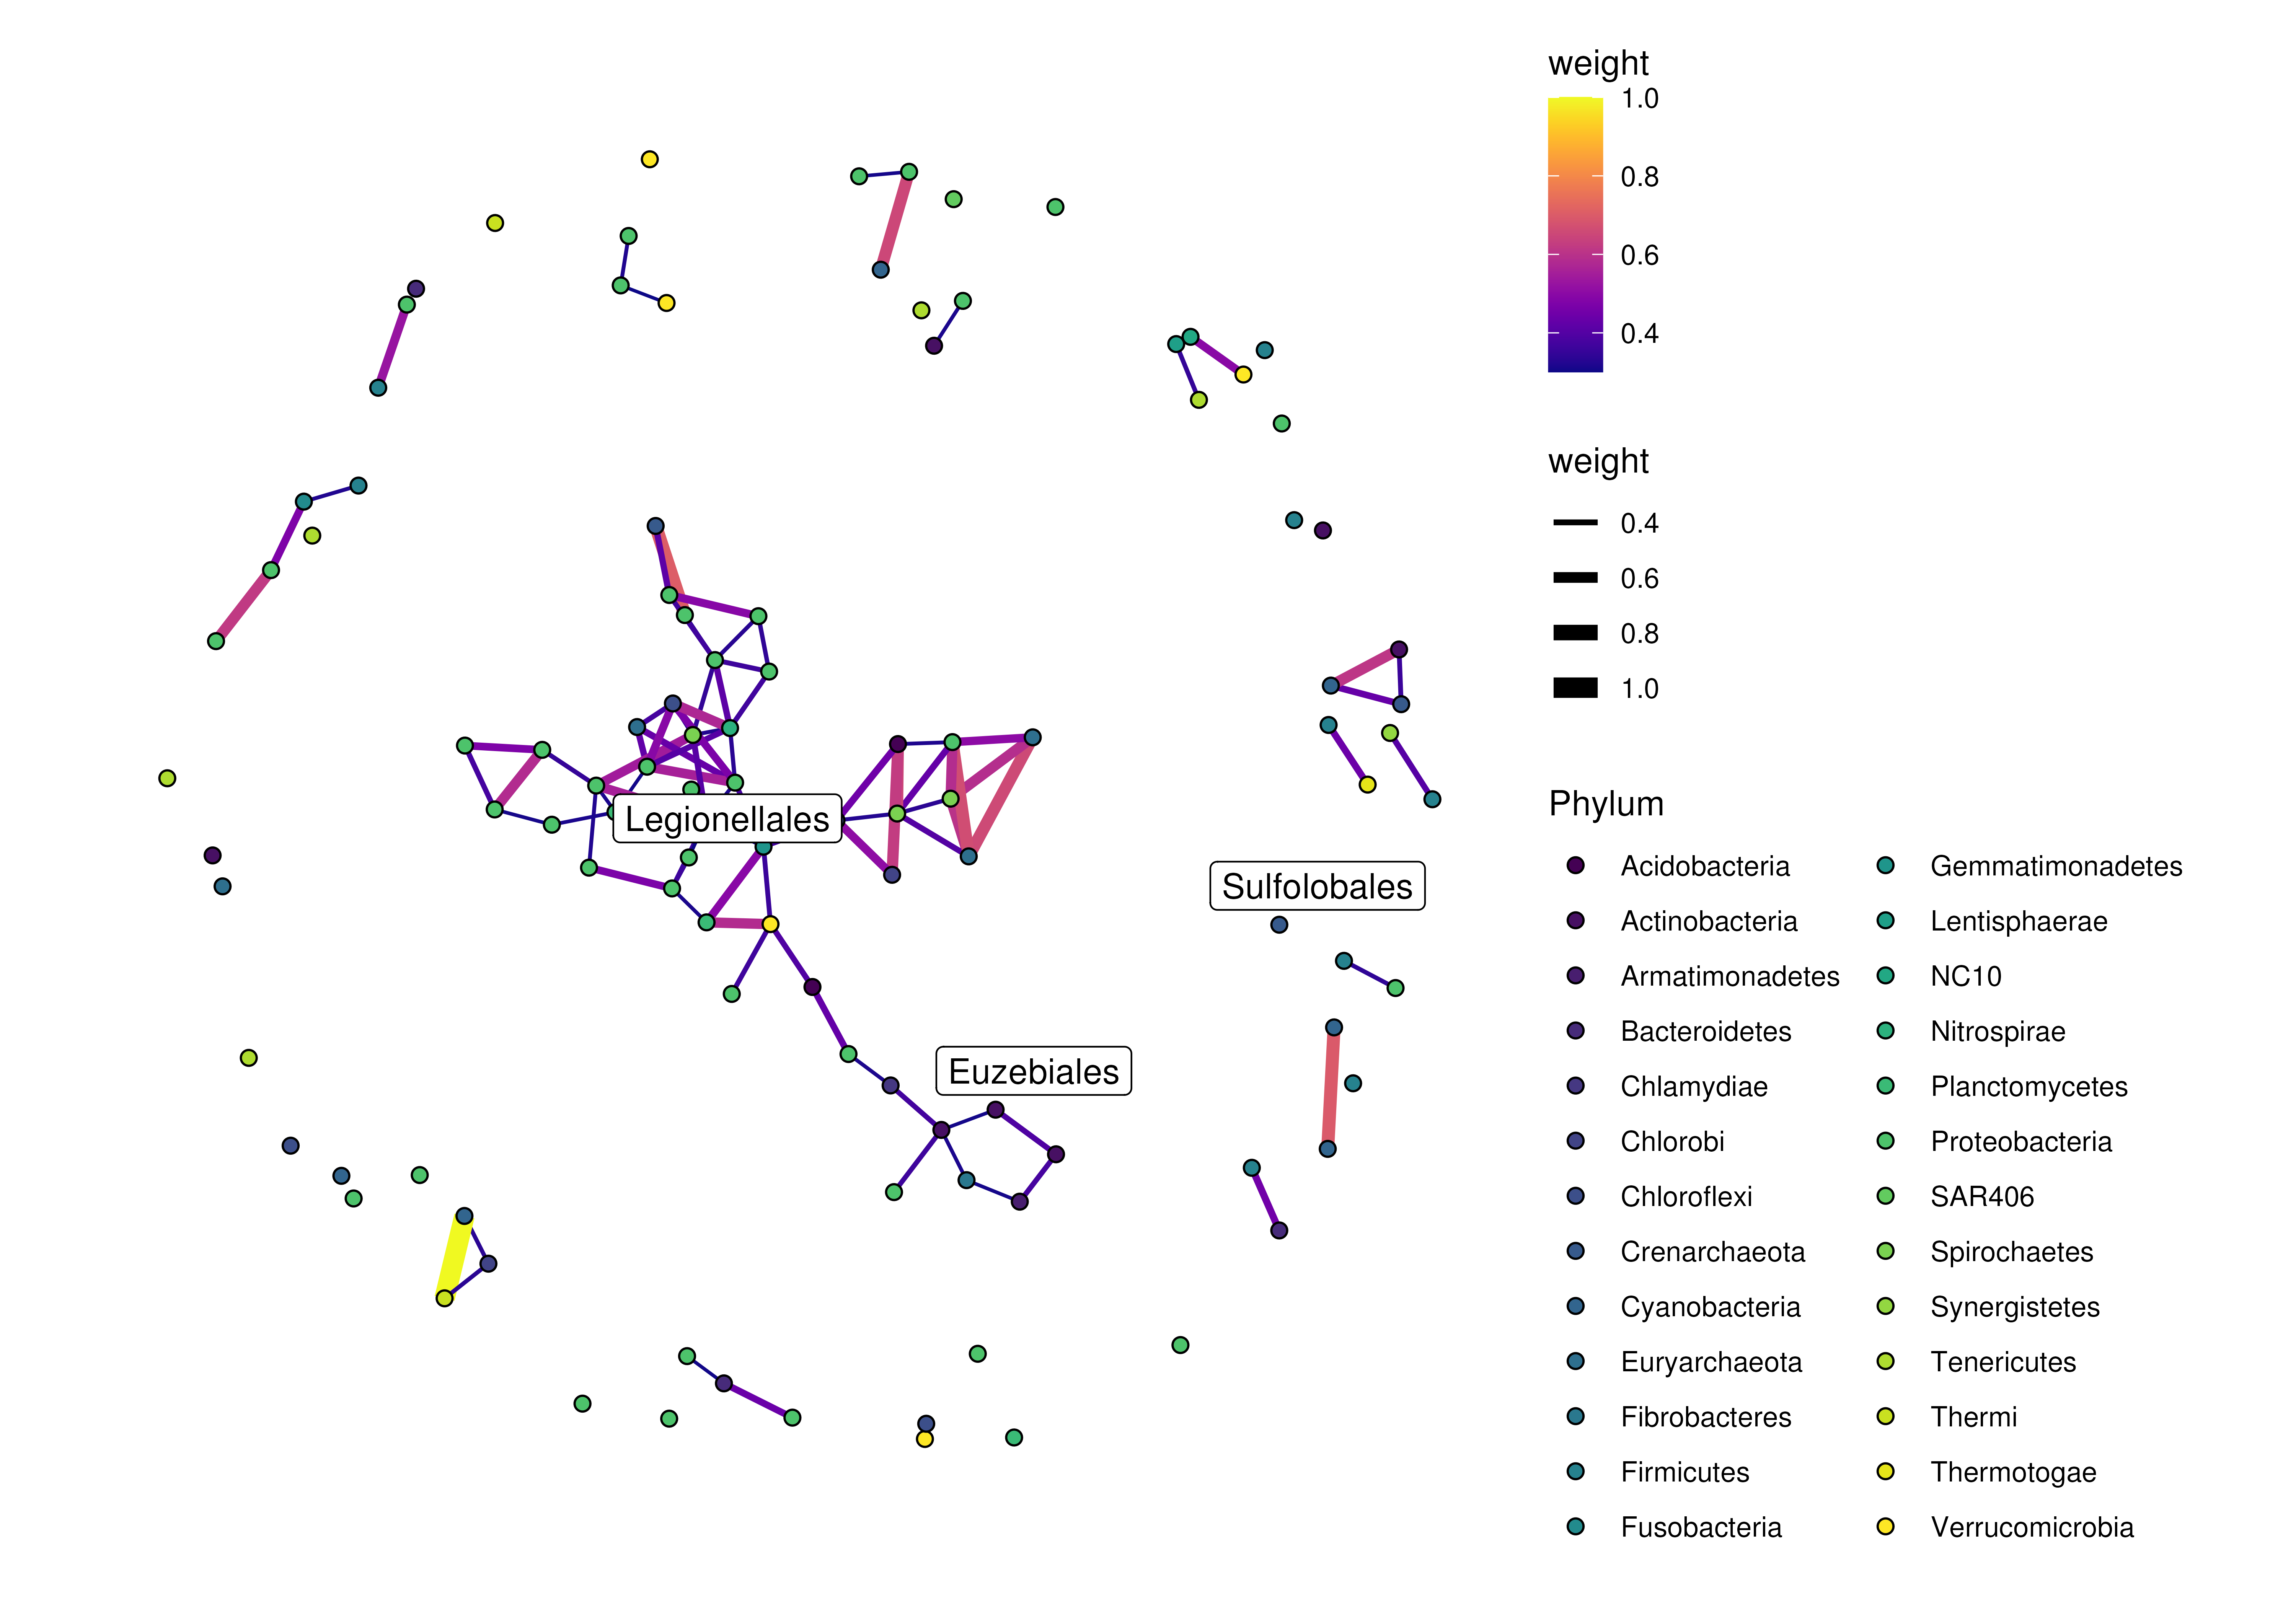 weight
1.0
0.8
0.6
0.4
weight
0.4
0.6
0.8
1.0
Legionellales
Sulfolobales
Euzebiales
Phylum
Acidobacteria
Actinobacteria
Armatimonadetes
Bacteroidetes
Chlamydiae
Chlorobi
Chloroflexi
Crenarchaeota
Cyanobacteria
Euryarchaeota
Fibrobacteres
Firmicutes
Fusobacteria
Gemmatimonadetes
Lentisphaerae
NC10
Nitrospirae
Planctomycetes
Proteobacteria
SAR406
Spirochaetes
Synergistetes
Tenericutes
Thermi
Thermotogae
Verrucomicrobia